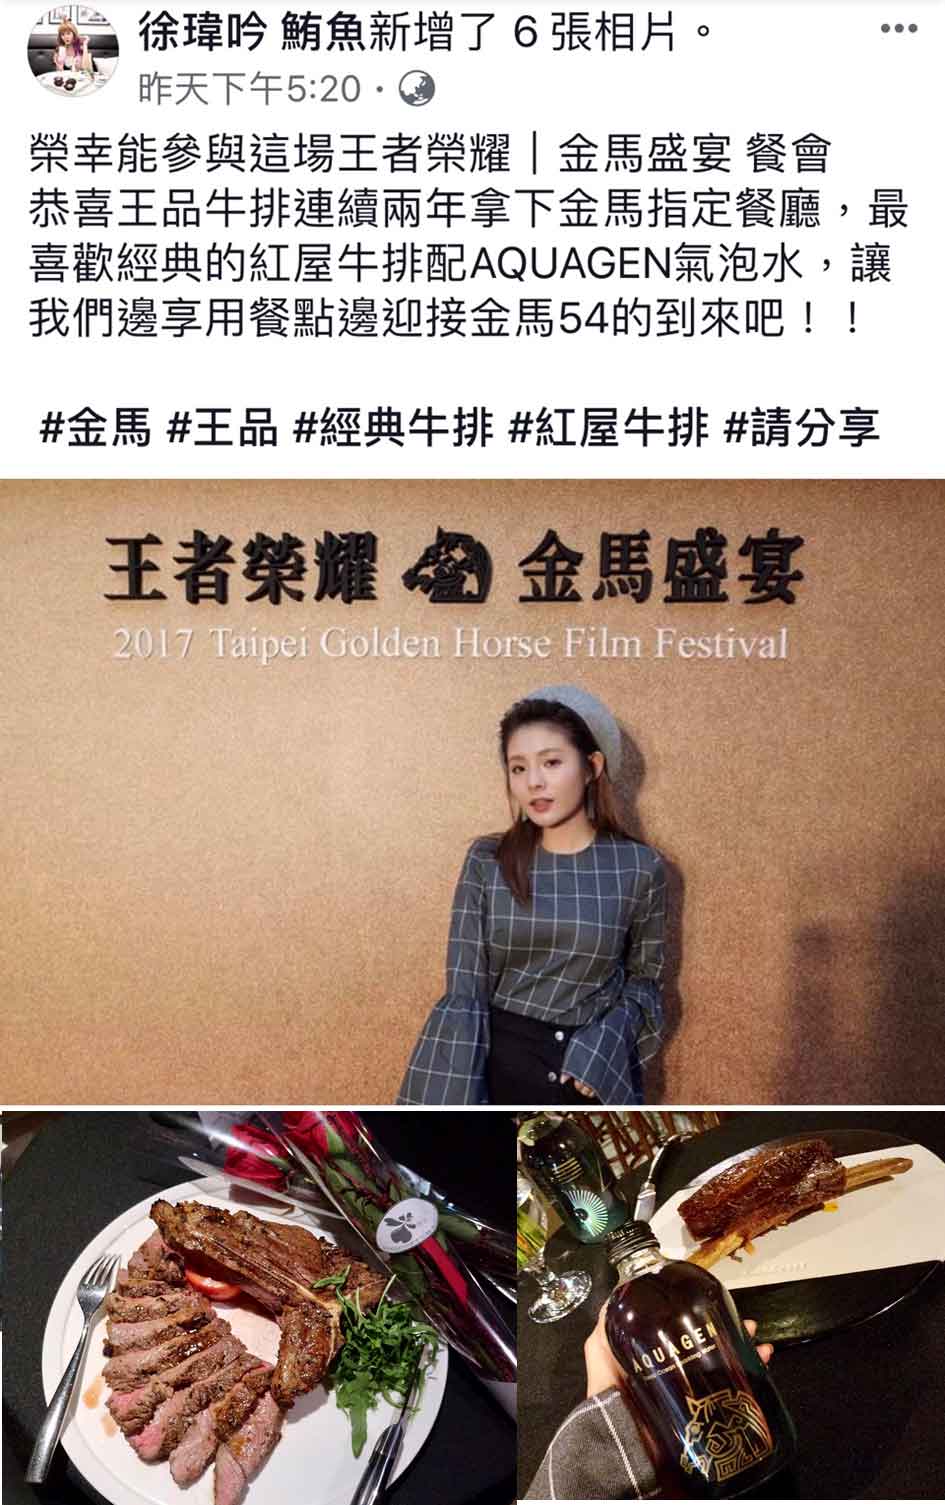 徐瑋吟 鮪魚新增了 6 張相片。
昨天下午5:20 ·
榮幸能參與這場王者榮耀｜金馬盛宴 餐會
恭喜王品牛排連續兩年拿下金馬指定餐廳，最
喜歡經典的紅屋牛排配AQUAGEN氣泡水，讓
我們邊享用餐點邊迎接金馬54的到來吧！！
#金馬 #王品 #經典牛排 #紅屋牛排 #請分享
王者榮耀 金馬盛宴
2017 Taipei Golden Horse Film Festival
AQUAGEN